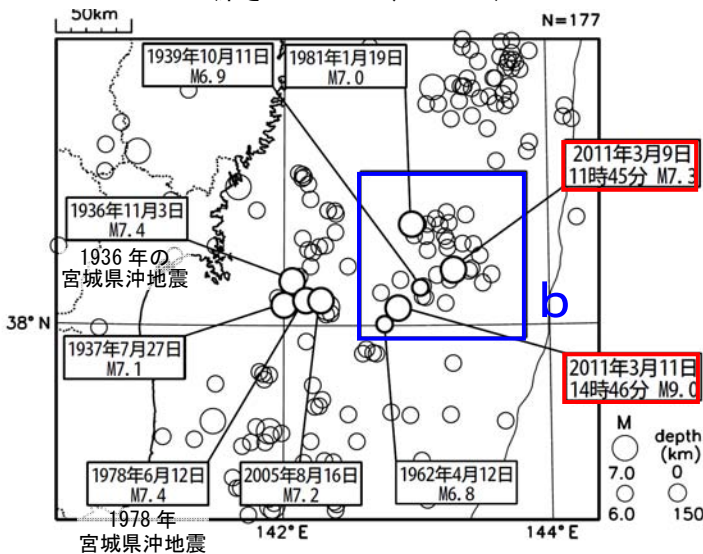 50km
N=177
1939年10月11日
M6.9
1981年1月19日
M7.0
2011年3月9日
11時45分 M7.3
1936年11月3日
M7.4
1936 年の
宮城県沖地震
b
38°N
1937年7月27日
M7.1
2011年3月11日
14時46分 M9.0
1978年6月12日
M7.4
2005年8月16日
M7.2
1962年4月12日
M6.8
M
7.0
6.0
depth
(km)
0
150
142°E
144°E
1978 年
宮城県沖地震